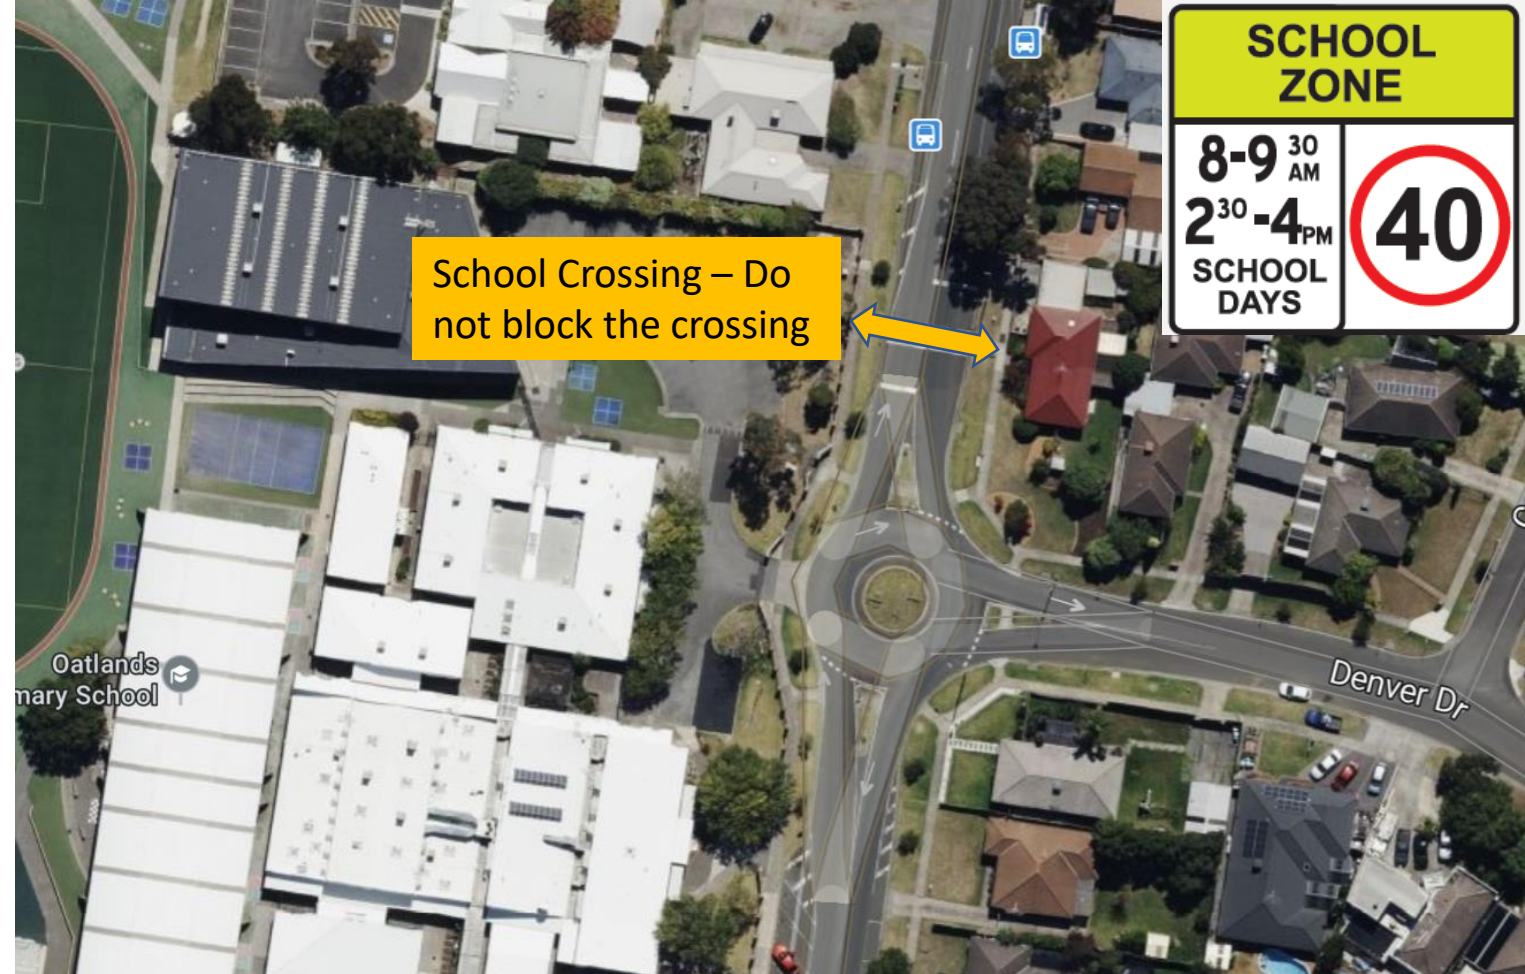 SCHOOL
ZONE
8-9 30 AM
2 30 -4 PM
SCHOOL
DAYS
40
School Crossing – Do
not block the crossing
Oatlands
mary School
Denver Dr